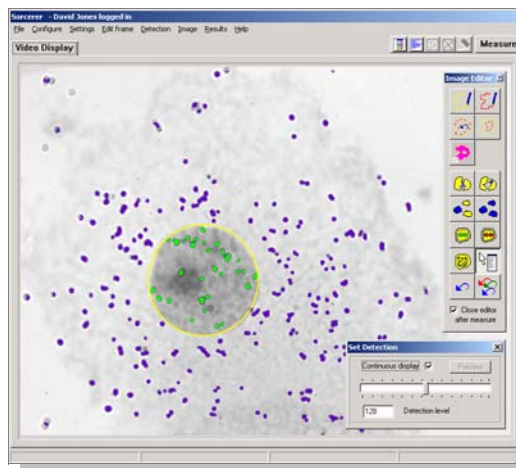 Sorcerer - David Jones logged in
File Configure Settings Edit frame Detection Image Results Help
Video Display
Measure
Image Editor
Close editor
after measure
Set Detection
Continuous display
Preview
128 Detection level